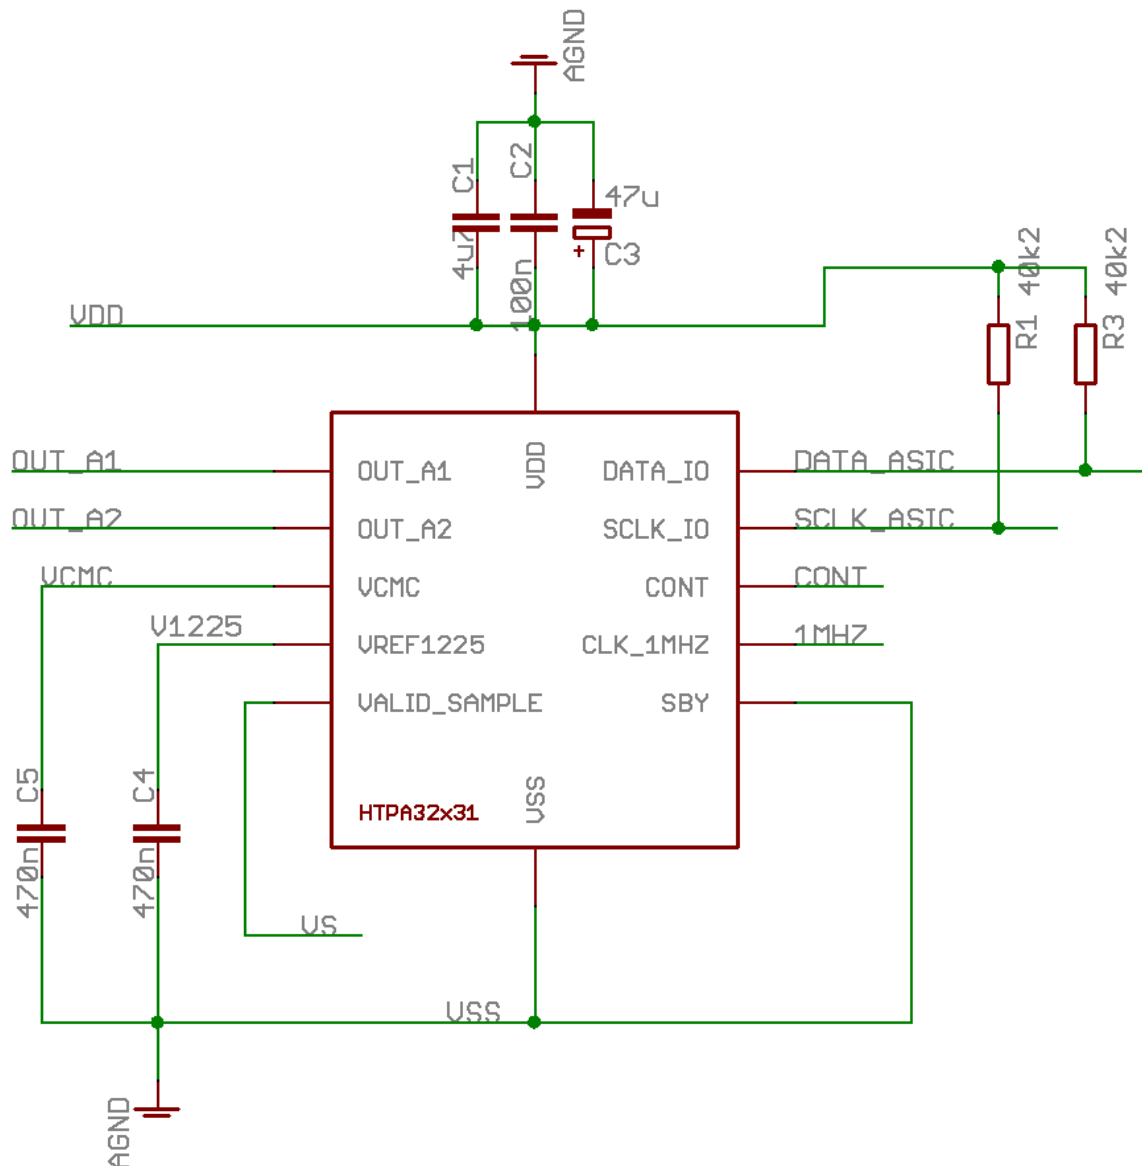 AGND
C1
4u7
C2
100n
47u
+
C3
40k2
R1
40k2
R3
VDD
OUT_A1
OUT_A2
VCMC
V1225
OUT_A1
OUT_A2
VCMC
VREF1225
VALID_SAMPLE
VDD
DATA_IO
SCLK_IO
CONT
CLK_1MHZ
SBY
HTPA32x31
VSS
DATA_ASIC
SCLK_ASIC
CONT
1MHZ
C5
470n
C4
470n
VS
VSS
AGND